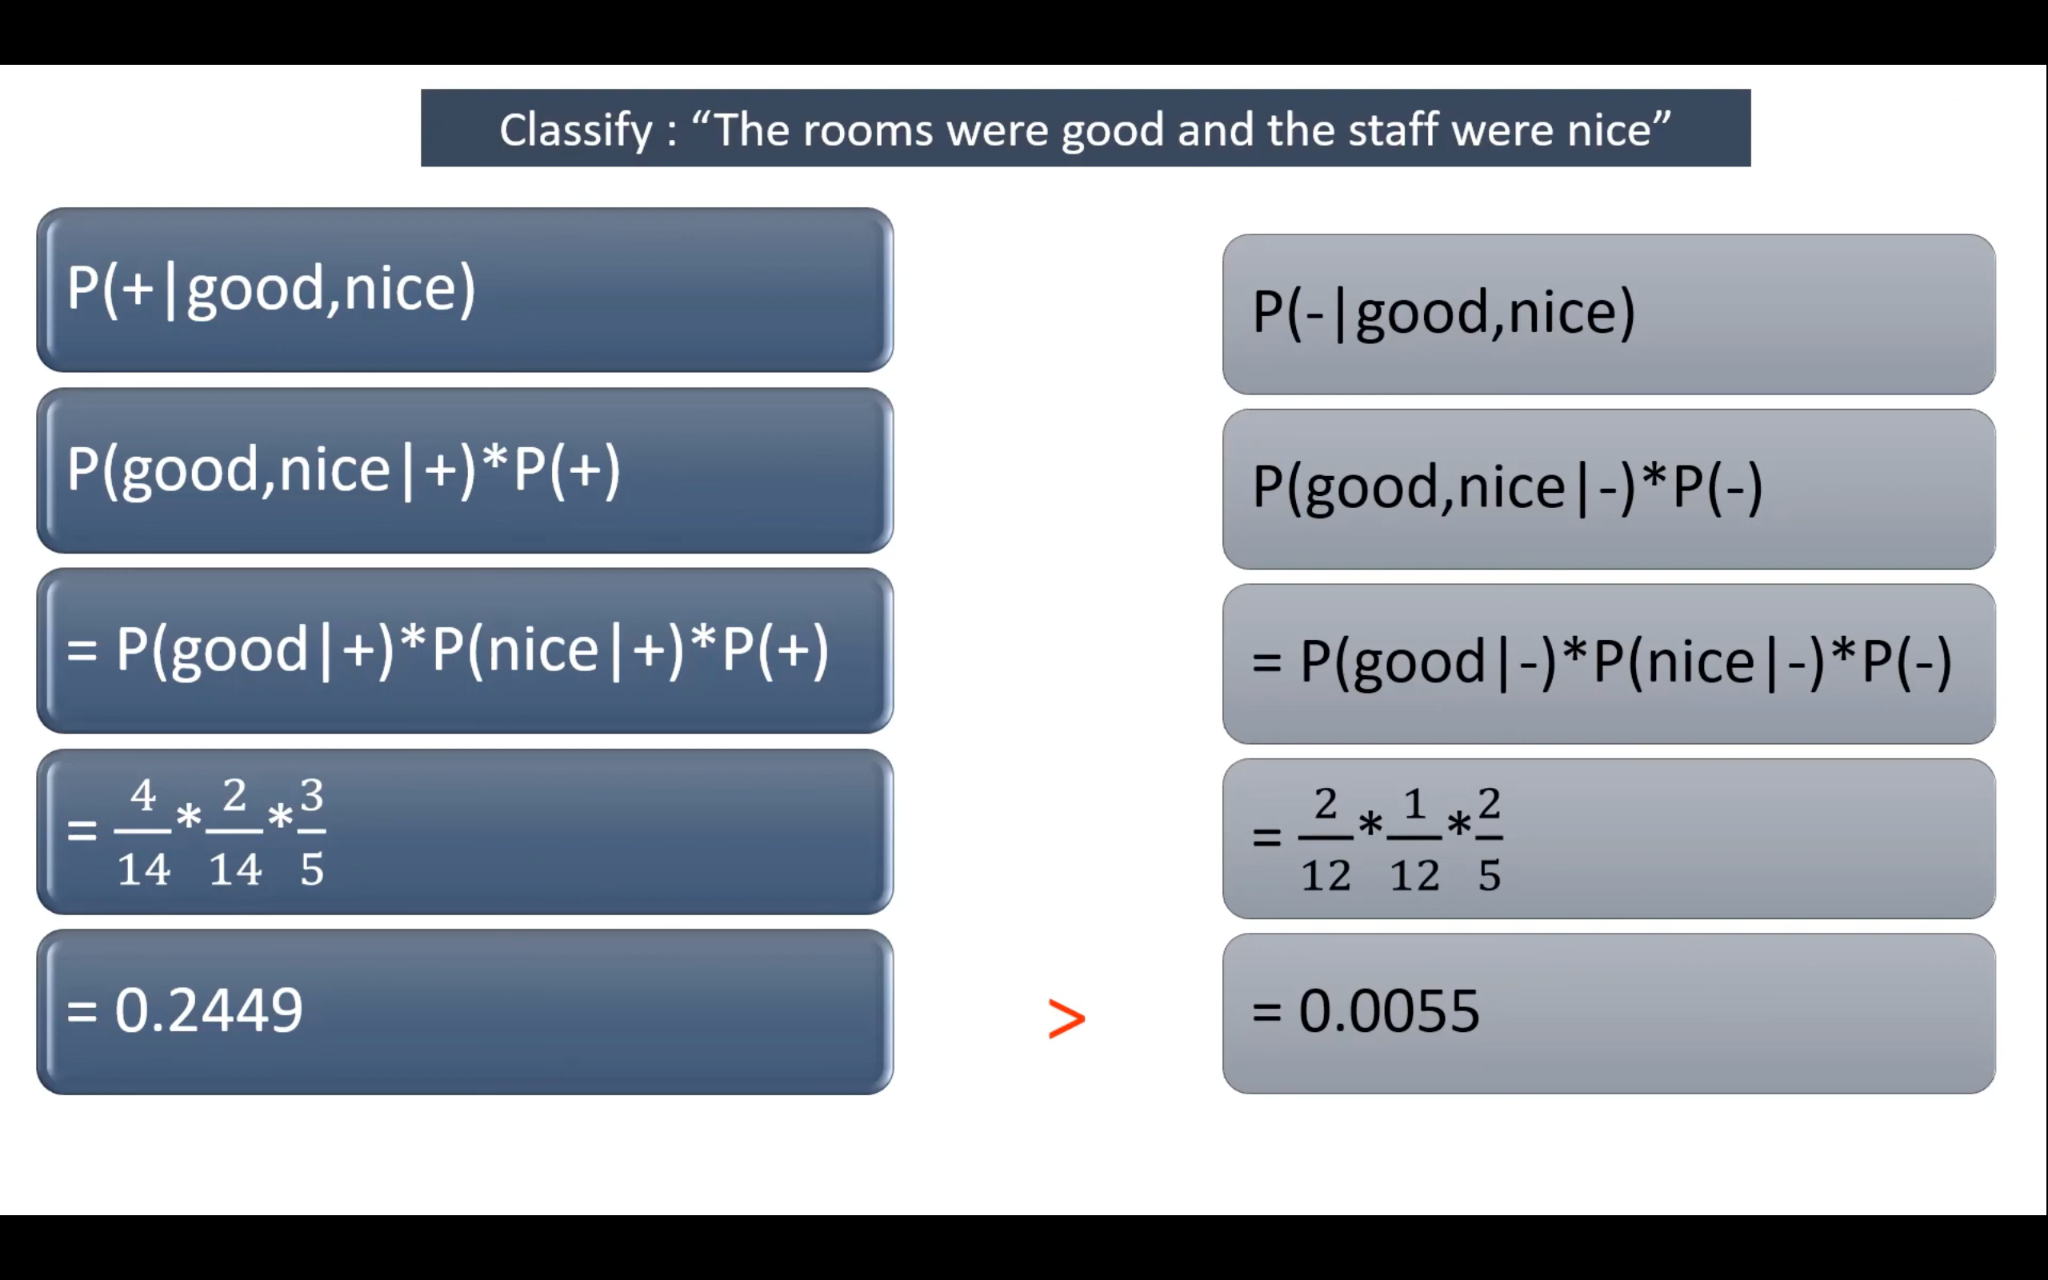 Classify : “The rooms were good and the staff were nice”
P(+|good,nice)
P(good,nice|+)*P(+)
= P(good|+)*P(nice|+)*P(+)
= 4/14 * 2/14 * 3/5
= 0.2449
>
P(-|good,nice)
P(good,nice|-)*P(-)
= P(good|-)*P(nice|-)*P(-)
= 2/12 * 1/12 * 2/5
= 0.0055